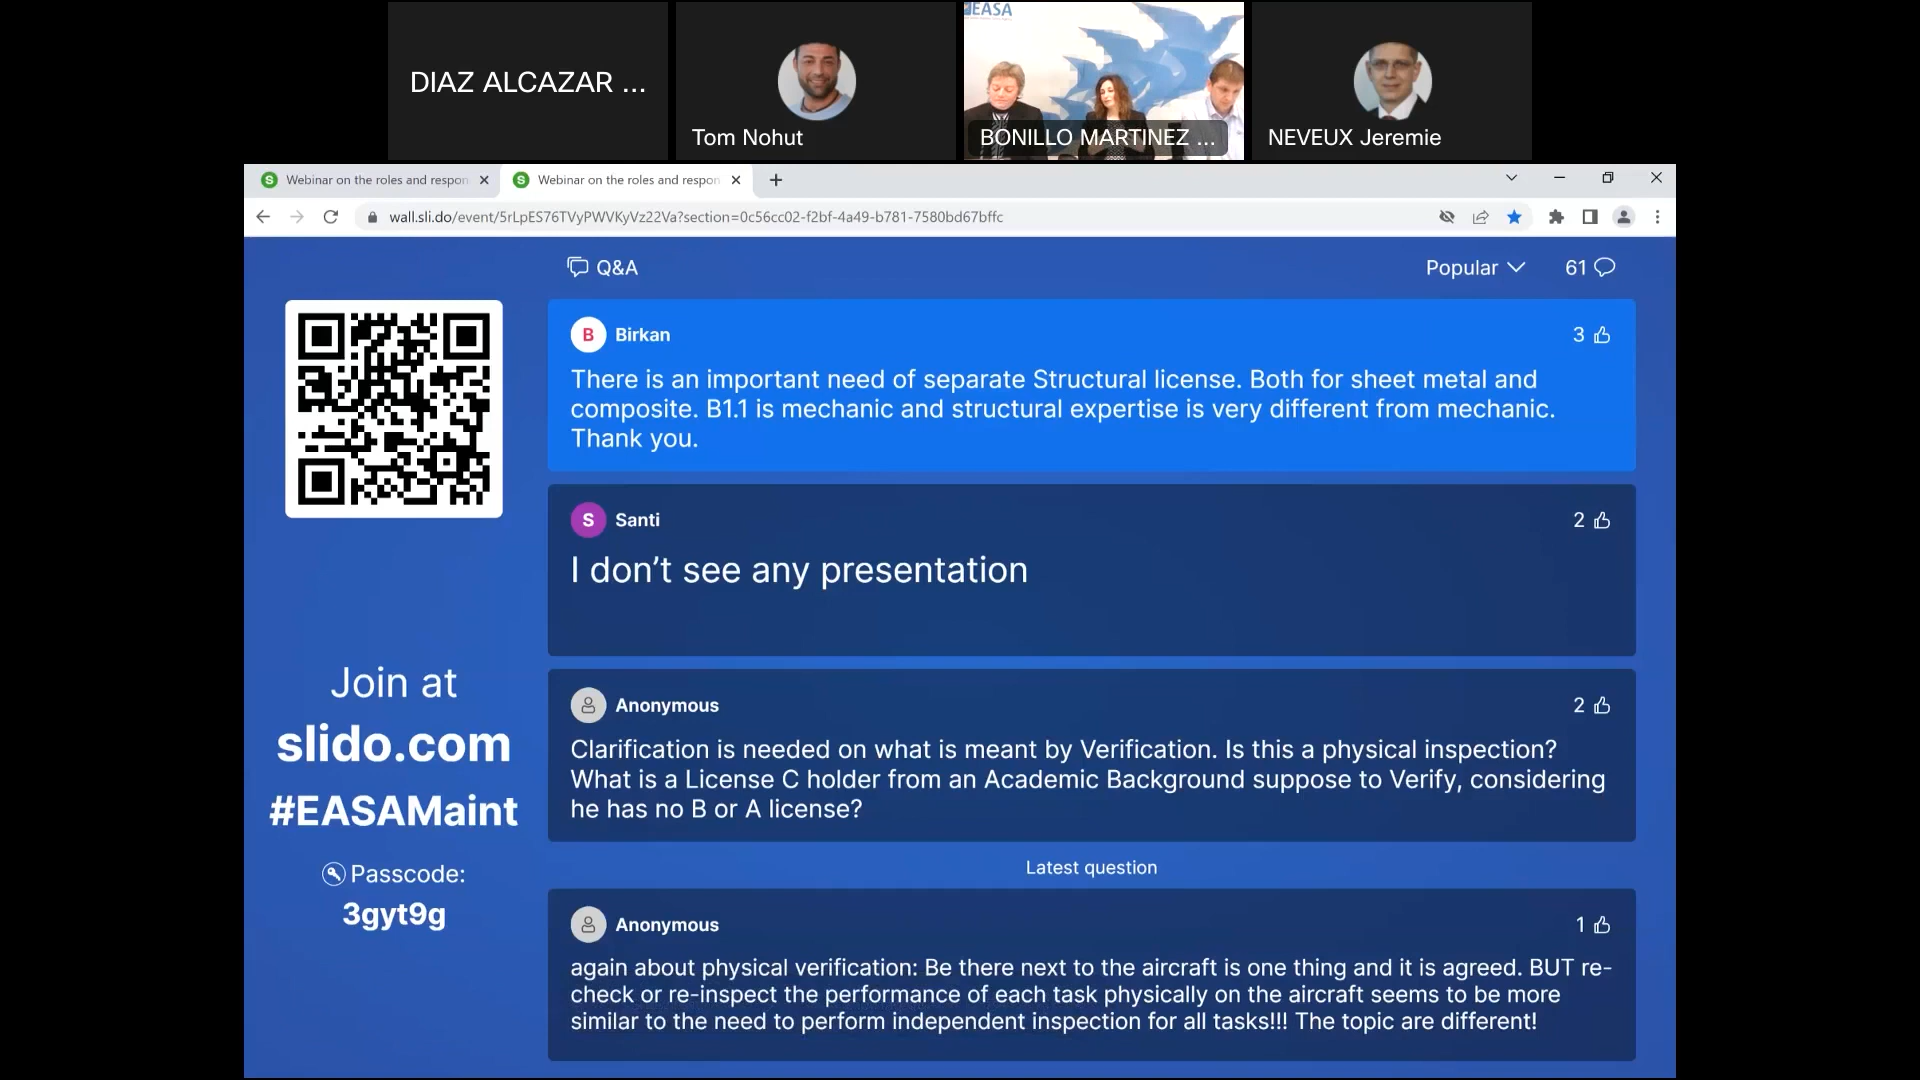 EASA
DIAZ ALCAZAR ...
Tom Nohut
BONILLO MARTINEZ ...
NEVEUX Jeremie
Webinar on the roles and respon
Webinar on the roles and respon
wall.sli.do/event/5rLpES76TVyPWVKyVz22Va?section=0c56cc02-f2bf-4a49-b781-7580bd67bffc
Q&A
Popular
61
B
Birkan
3
There is an important need of separate Structural license. Both for sheet metal and
composite. B1.1 is mechanic and structural expertise is very different from mechanic.
Thank you.
S
Santi
2
I don’t see any presentation
Anonymous
2
Clarification is needed on what is meant by Verification. Is this a physical inspection?
What is a License C holder from an Academic Background suppose to Verify, considering
he has no B or A license?
Latest question
Anonymous
1
again about physical verification: Be there next to the aircraft is one thing and it is agreed. BUT re-
check or re-inspect the performance of each task physically on the aircraft seems to be more
similar to the need to perform independent inspection for all tasks!!! The topic are different!
Join at
slido.com
#EASAMaint
Passcode:
3gyt9g